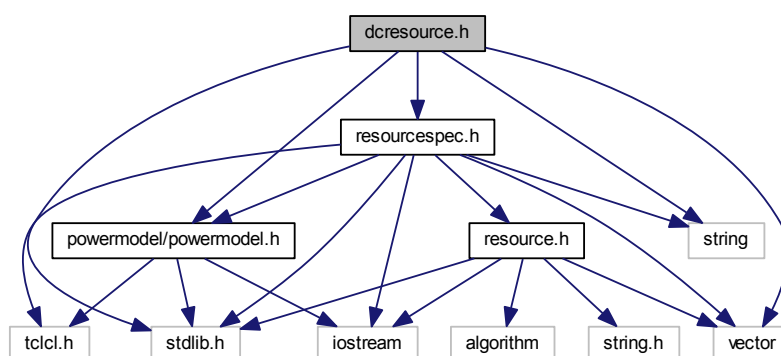 dcresource.h
resourcespec.h
powermodel/powermodel.h
resource.h
string
tclcl.h
stdlib.h
iostream
algorithm
string.h
vector